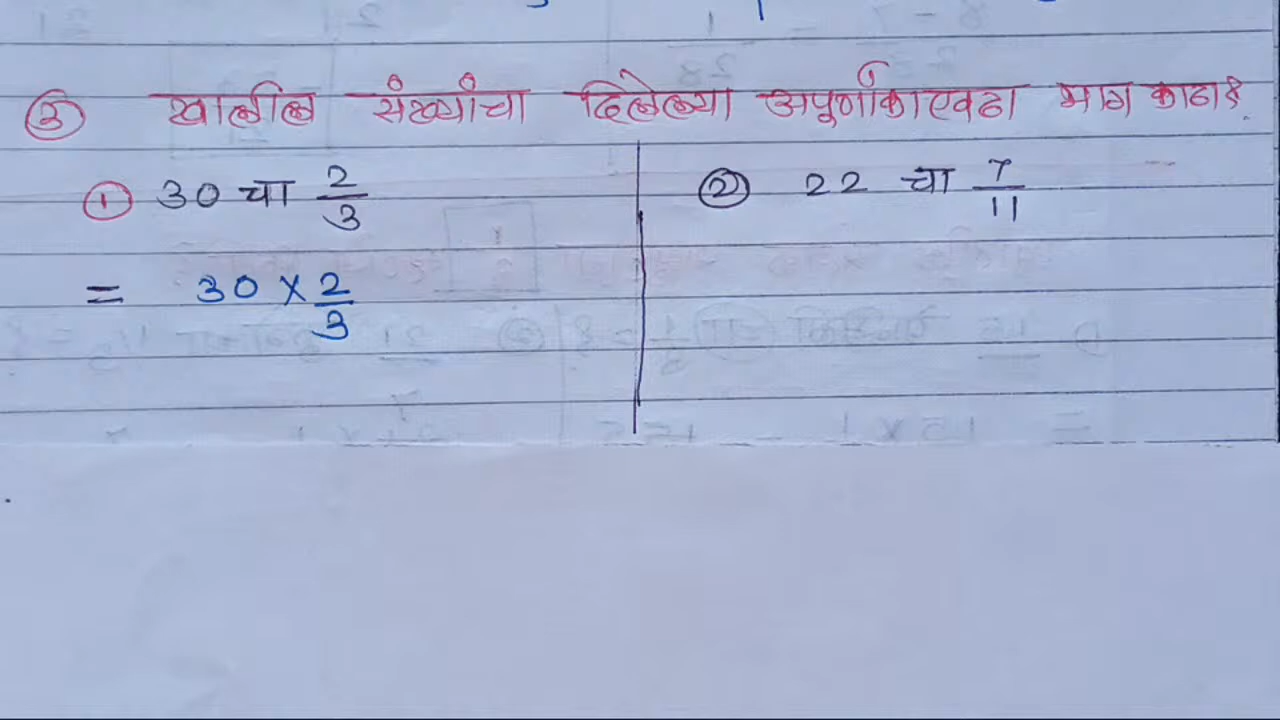 ③ खालील संख्यांचा दिलेल्या अपूर्णांकाएवढा भाग काढा.
① 30 चा 2/3
② 22 चा 7/11
= 30 × 2/3